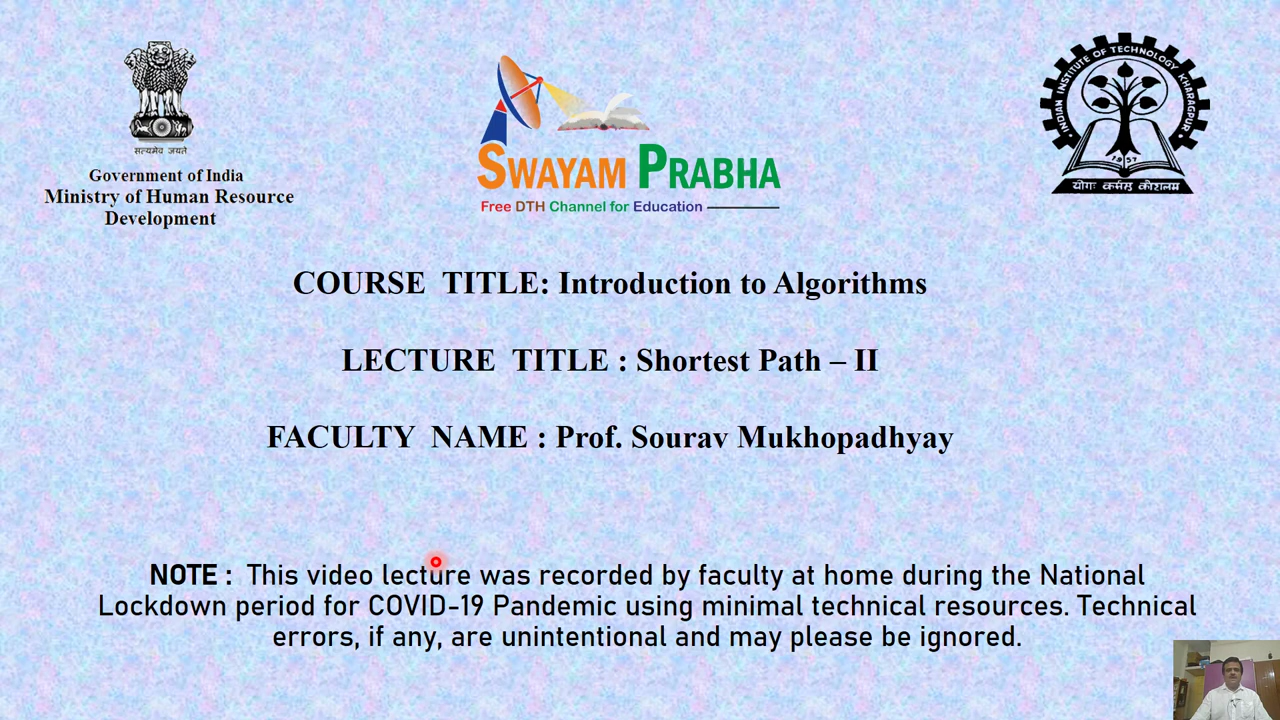 सत्यमेव जयते
Government of India
Ministry of Human Resource
Development
SWAYAM PRABHA
Free DTH Channel for Education
INDIAN INSTITUTE OF TECHNOLOGY KHARAGPUR
1951
योगः कर्मसु कौशलम्
COURSE TITLE: Introduction to Algorithms
LECTURE TITLE : Shortest Path – II
FACULTY NAME : Prof. Sourav Mukhopadhyay
NOTE : This video lecture was recorded by faculty at home during the National
Lockdown period for COVID-19 Pandemic using minimal technical resources. Technical
errors, if any, are unintentional and may please be ignored.